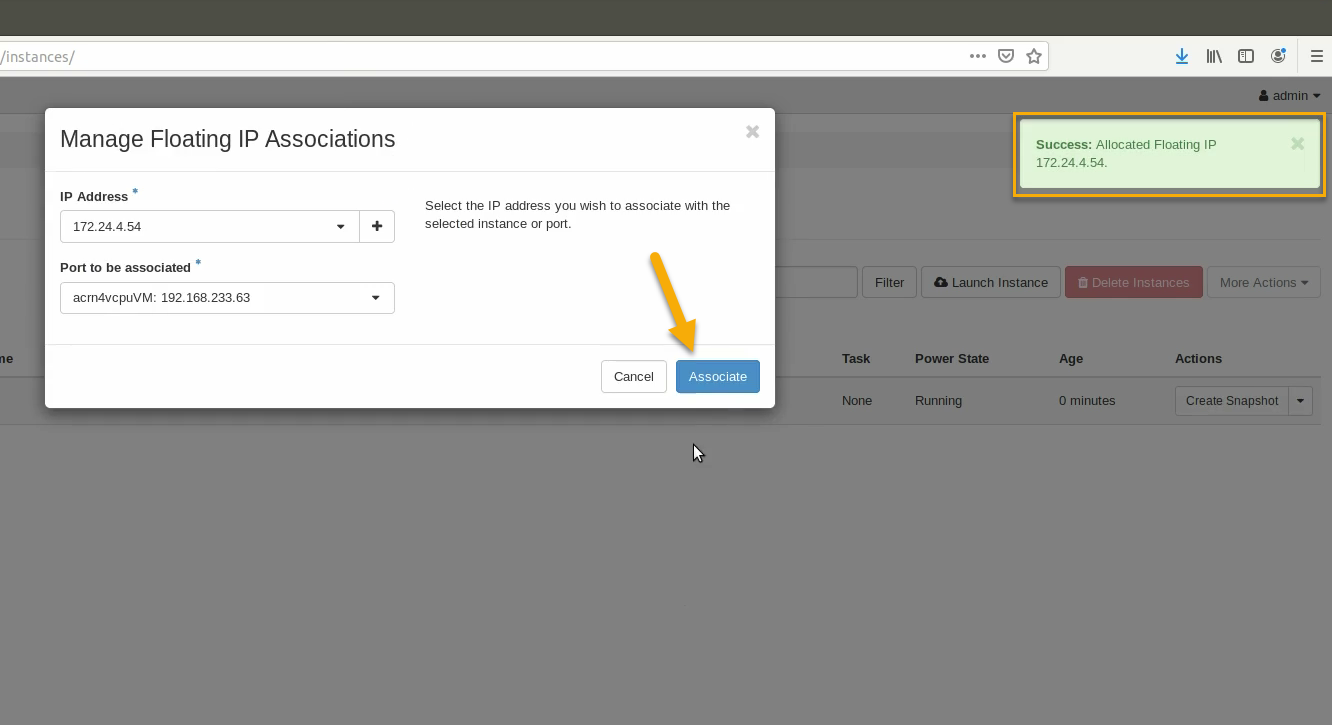 /instances/
admin
Manage Floating IP Associations
Success: Allocated Floating IP
172.24.4.54.
IP Address *
172.24.4.54
Select the IP address you wish to associate with the
selected instance or port.
Port to be associated *
acrn4vcpuVM: 192.168.233.63
Filter
Launch Instance
Delete Instances
More Actions
Cancel
Associate
me
Task
Power State
Age
Actions
None
Running
0 minutes
Create Snapshot